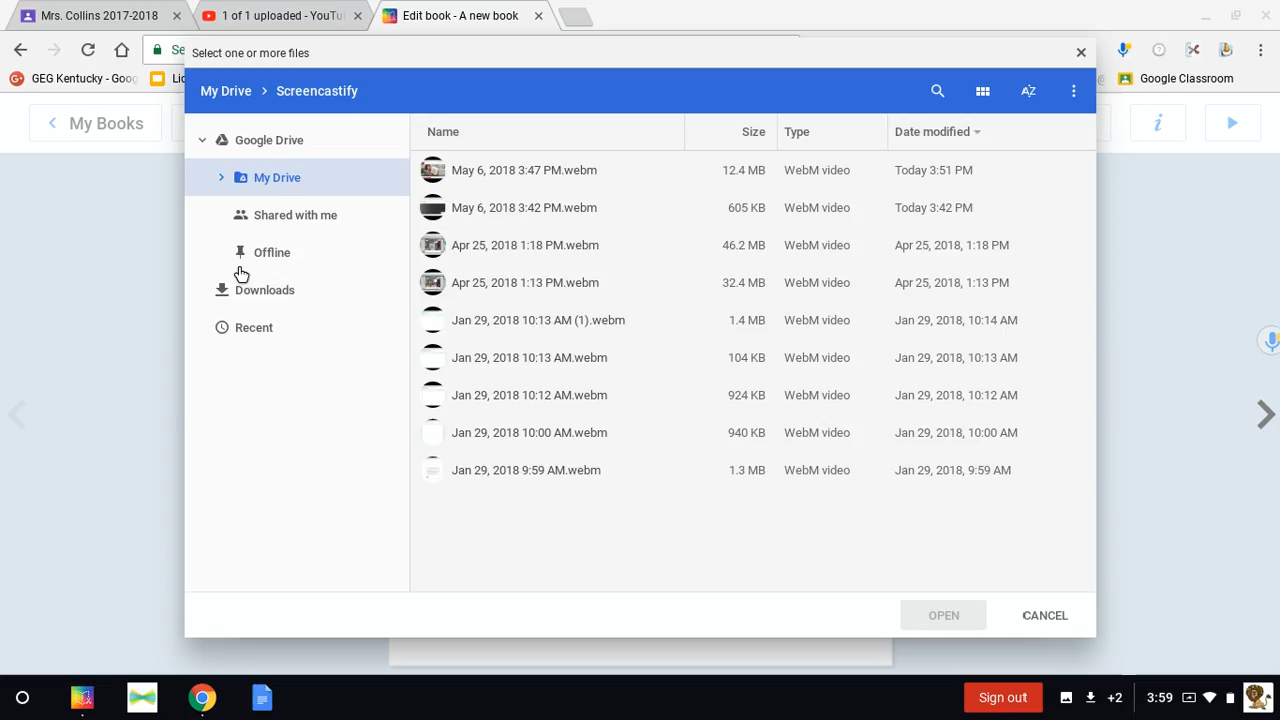 Mrs. Collins 2017-2018
1 of 1 uploaded - YouTu
Edit book - A new book
Se
GEG Kentucky - Goog
Google Classroom
My Books
Select one or more files
My Drive > Screencastify
Google Drive
My Drive
Shared with me
Offline
Downloads
Recent
Name Size Type Date modified
May 6, 2018 3:47 PM.webm 12.4 MB WebM video Today 3:51 PM
May 6, 2018 3:42 PM.webm 605 KB WebM video Today 3:42 PM
Apr 25, 2018 1:18 PM.webm 46.2 MB WebM video Apr 25, 2018, 1:18 PM
Apr 25, 2018 1:13 PM.webm 32.4 MB WebM video Apr 25, 2018, 1:13 PM
Jan 29, 2018 10:13 AM (1).webm 1.4 MB WebM video Jan 29, 2018, 10:14 AM
Jan 29, 2018 10:13 AM.webm 104 KB WebM video Jan 29, 2018, 10:13 AM
Jan 29, 2018 10:12 AM.webm 924 KB WebM video Jan 29, 2018, 10:12 AM
Jan 29, 2018 10:00 AM.webm 940 KB WebM video Jan 29, 2018, 10:00 AM
Jan 29, 2018 9:59 AM.webm 1.3 MB WebM video Jan 29, 2018, 9:59 AM
OPEN CANCEL
Sign out +2 3:59